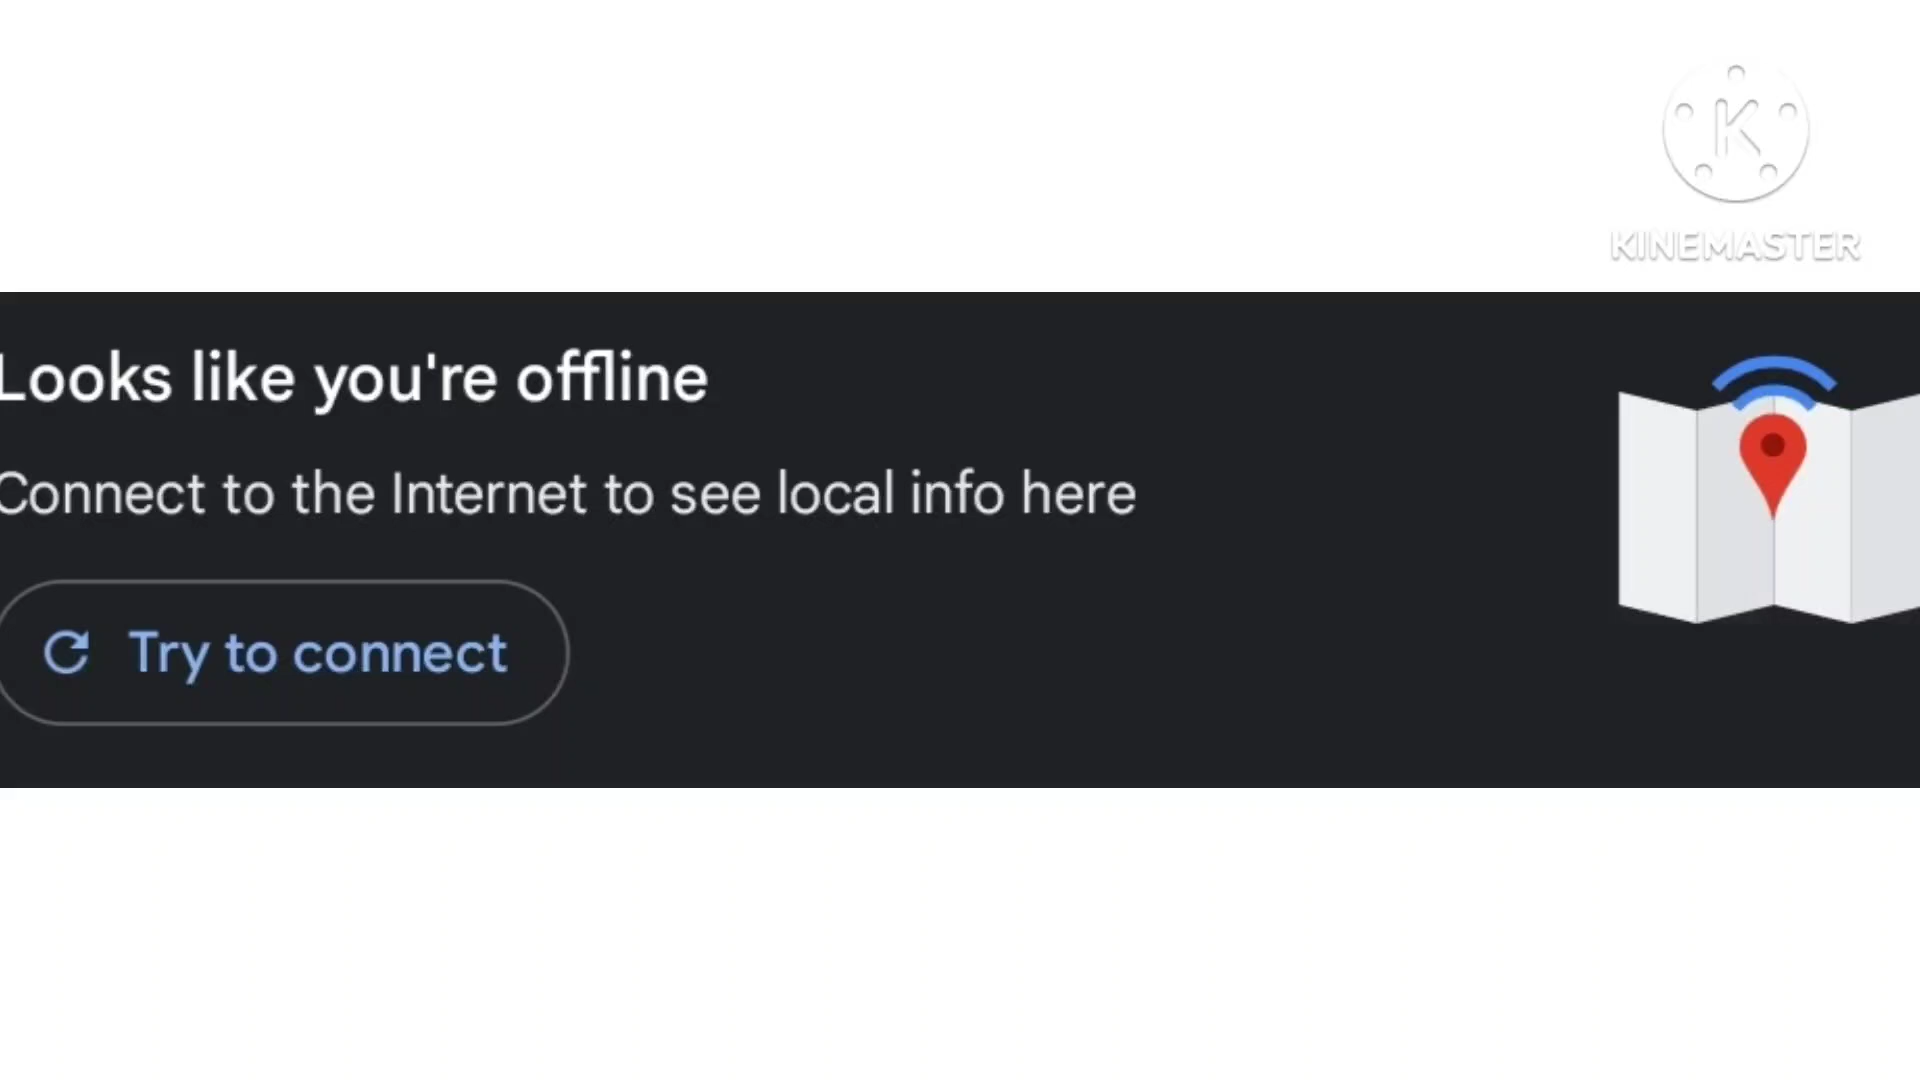 K
KINEMASTER
Looks like you're offline
Connect to the Internet to see local info here
Try to connect